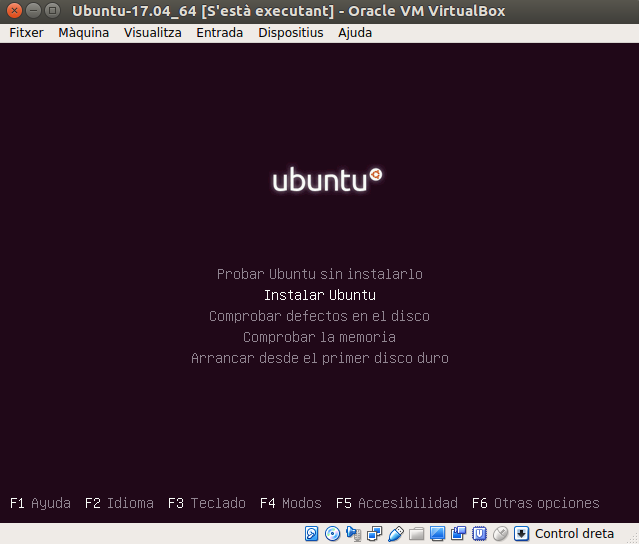 Ubuntu-17.04_64 [S'està executant] - Oracle VM VirtualBox
Fitxer Màquina Visualitza Entrada Dispositius Ajuda
ubuntu
Probar Ubuntu sin instalarlo
Instalar Ubuntu
Comprobar defectos en el disco
Comprobar la memoria
Arrancar desde el primer disco duro
F1 Ayuda F2 Idioma F3 Teclado F4 Modos F5 Accesibilidad F6 Otras opciones
Control dreta